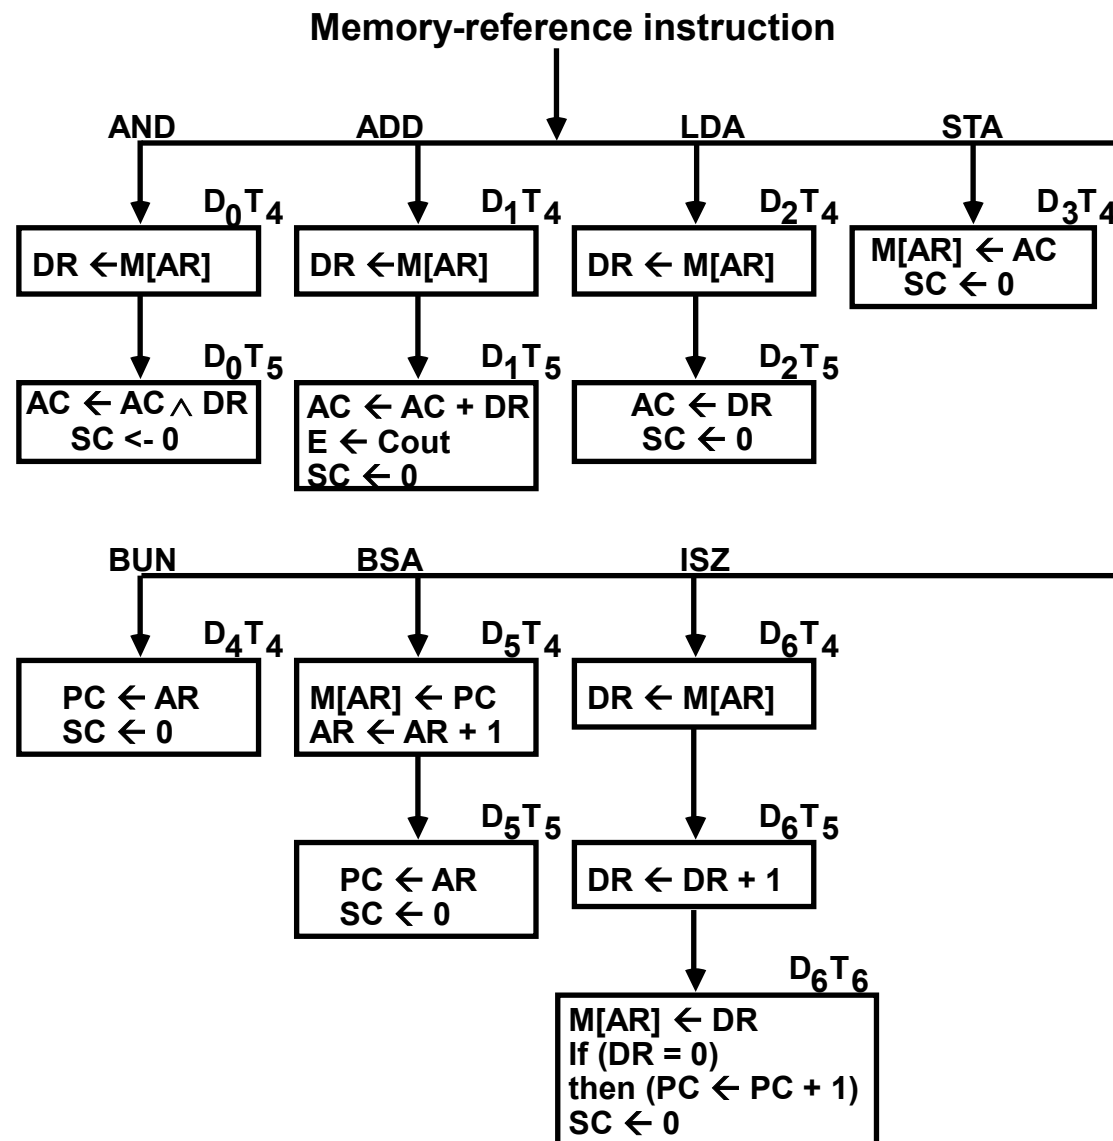 Memory-reference instruction
AND ADD LDA STA
D0T4 D1T4 D2T4 D3T4
DR ←M[AR]
DR ←M[AR]
DR ← M[AR]
M[AR] ← AC
SC ← 0
D0T5 D1T5 D2T5
AC ← AC ∧ DR
SC <- 0
AC ← AC + DR
E ← Cout
SC ← 0
AC ← DR
SC ← 0
BUN BSA ISZ
D4T4 D5T4 D6T4
PC ← AR
SC ← 0
M[AR] ← PC
AR ← AR + 1
DR ← M[AR]
D5T5 D6T5
PC ← AR
SC ← 0
DR ← DR + 1
D6T6
M[AR] ← DR
If (DR = 0)
then (PC ← PC + 1)
SC ← 0